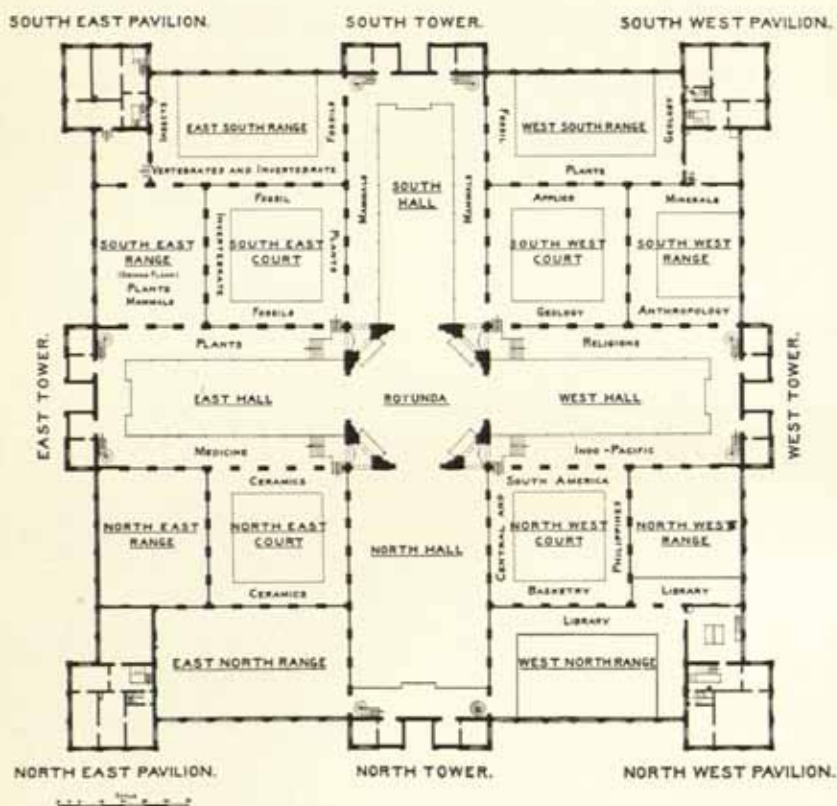 SOUTH EAST PAVILION.
SOUTH TOWER.
SOUTH WEST PAVILION.
INSECTS
EAST SOUTH RANGE
FOSSILS
VERTEBRATES AND INVERTEBRATE
MAMMALS
SOUTH HALL
MAMMALS
FOSSIL
WEST SOUTH RANGE
GEOLOGY
PLANTS
FOSSIL
SOUTH EAST RANGE
(SECOND FLOOR)
PLANTS
MAMMALS
INVERTEBRATE
SOUTH EAST COURT
PLANTS
FOSSILS
APPLIED
SOUTH WEST COURT
GEOLOGY
MINERALS
SOUTH WEST RANGE
ANTHROPOLOGY
EAST TOWER.
PLANTS
EAST HALL
MEDICINE
ROTUNDA
RELIGIONS
WEST HALL
INDO-PACIFIC
WEST TOWER.
NORTH EAST RANGE
CERAMICS
NORTH EAST COURT
CERAMICS
NORTH HALL
SOUTH AMERICA
CENTRAL AND
NORTH WEST COURT
PHILIPPINES
BASKETRY
NORTH WEST RANGE
LIBRARY
EAST NORTH RANGE
LIBRARY
WEST NORTH RANGE
NORTH EAST PAVILION.
NORTH TOWER.
NORTH WEST PAVILION.
SCALE